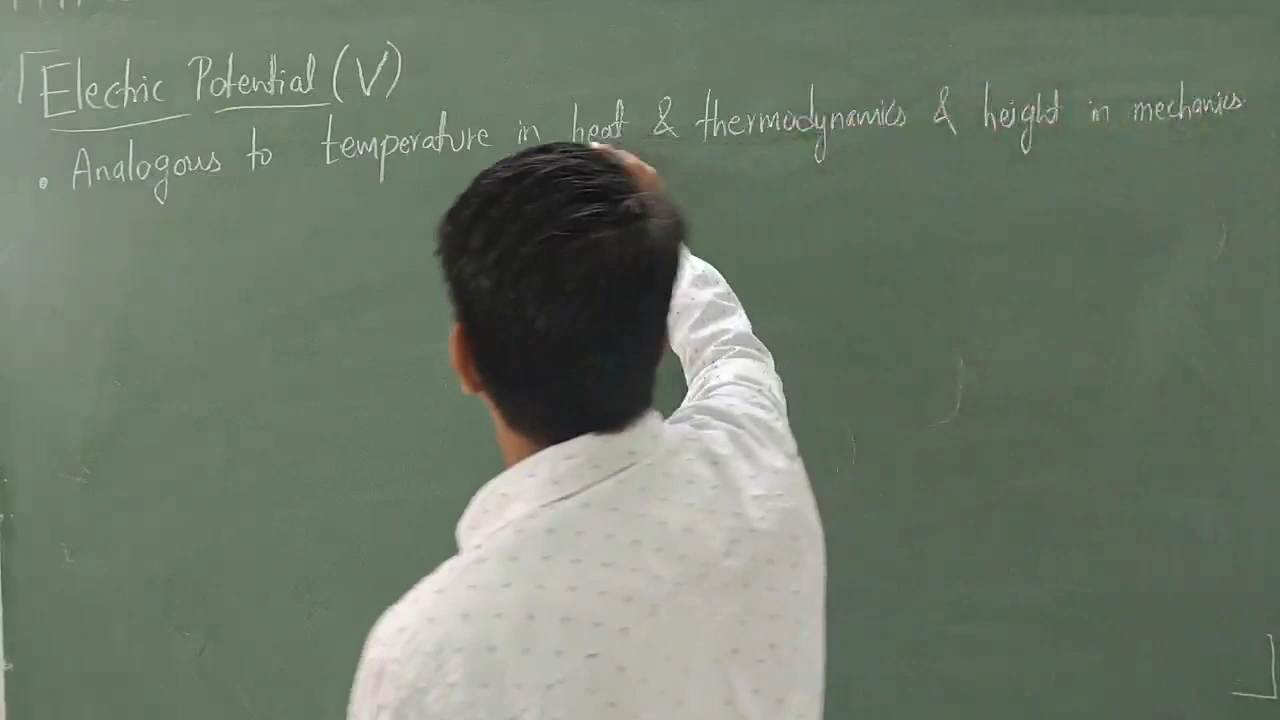 Electric Potential (V)
• Analogous to temperature in heat & thermodynamics & height in mechanics